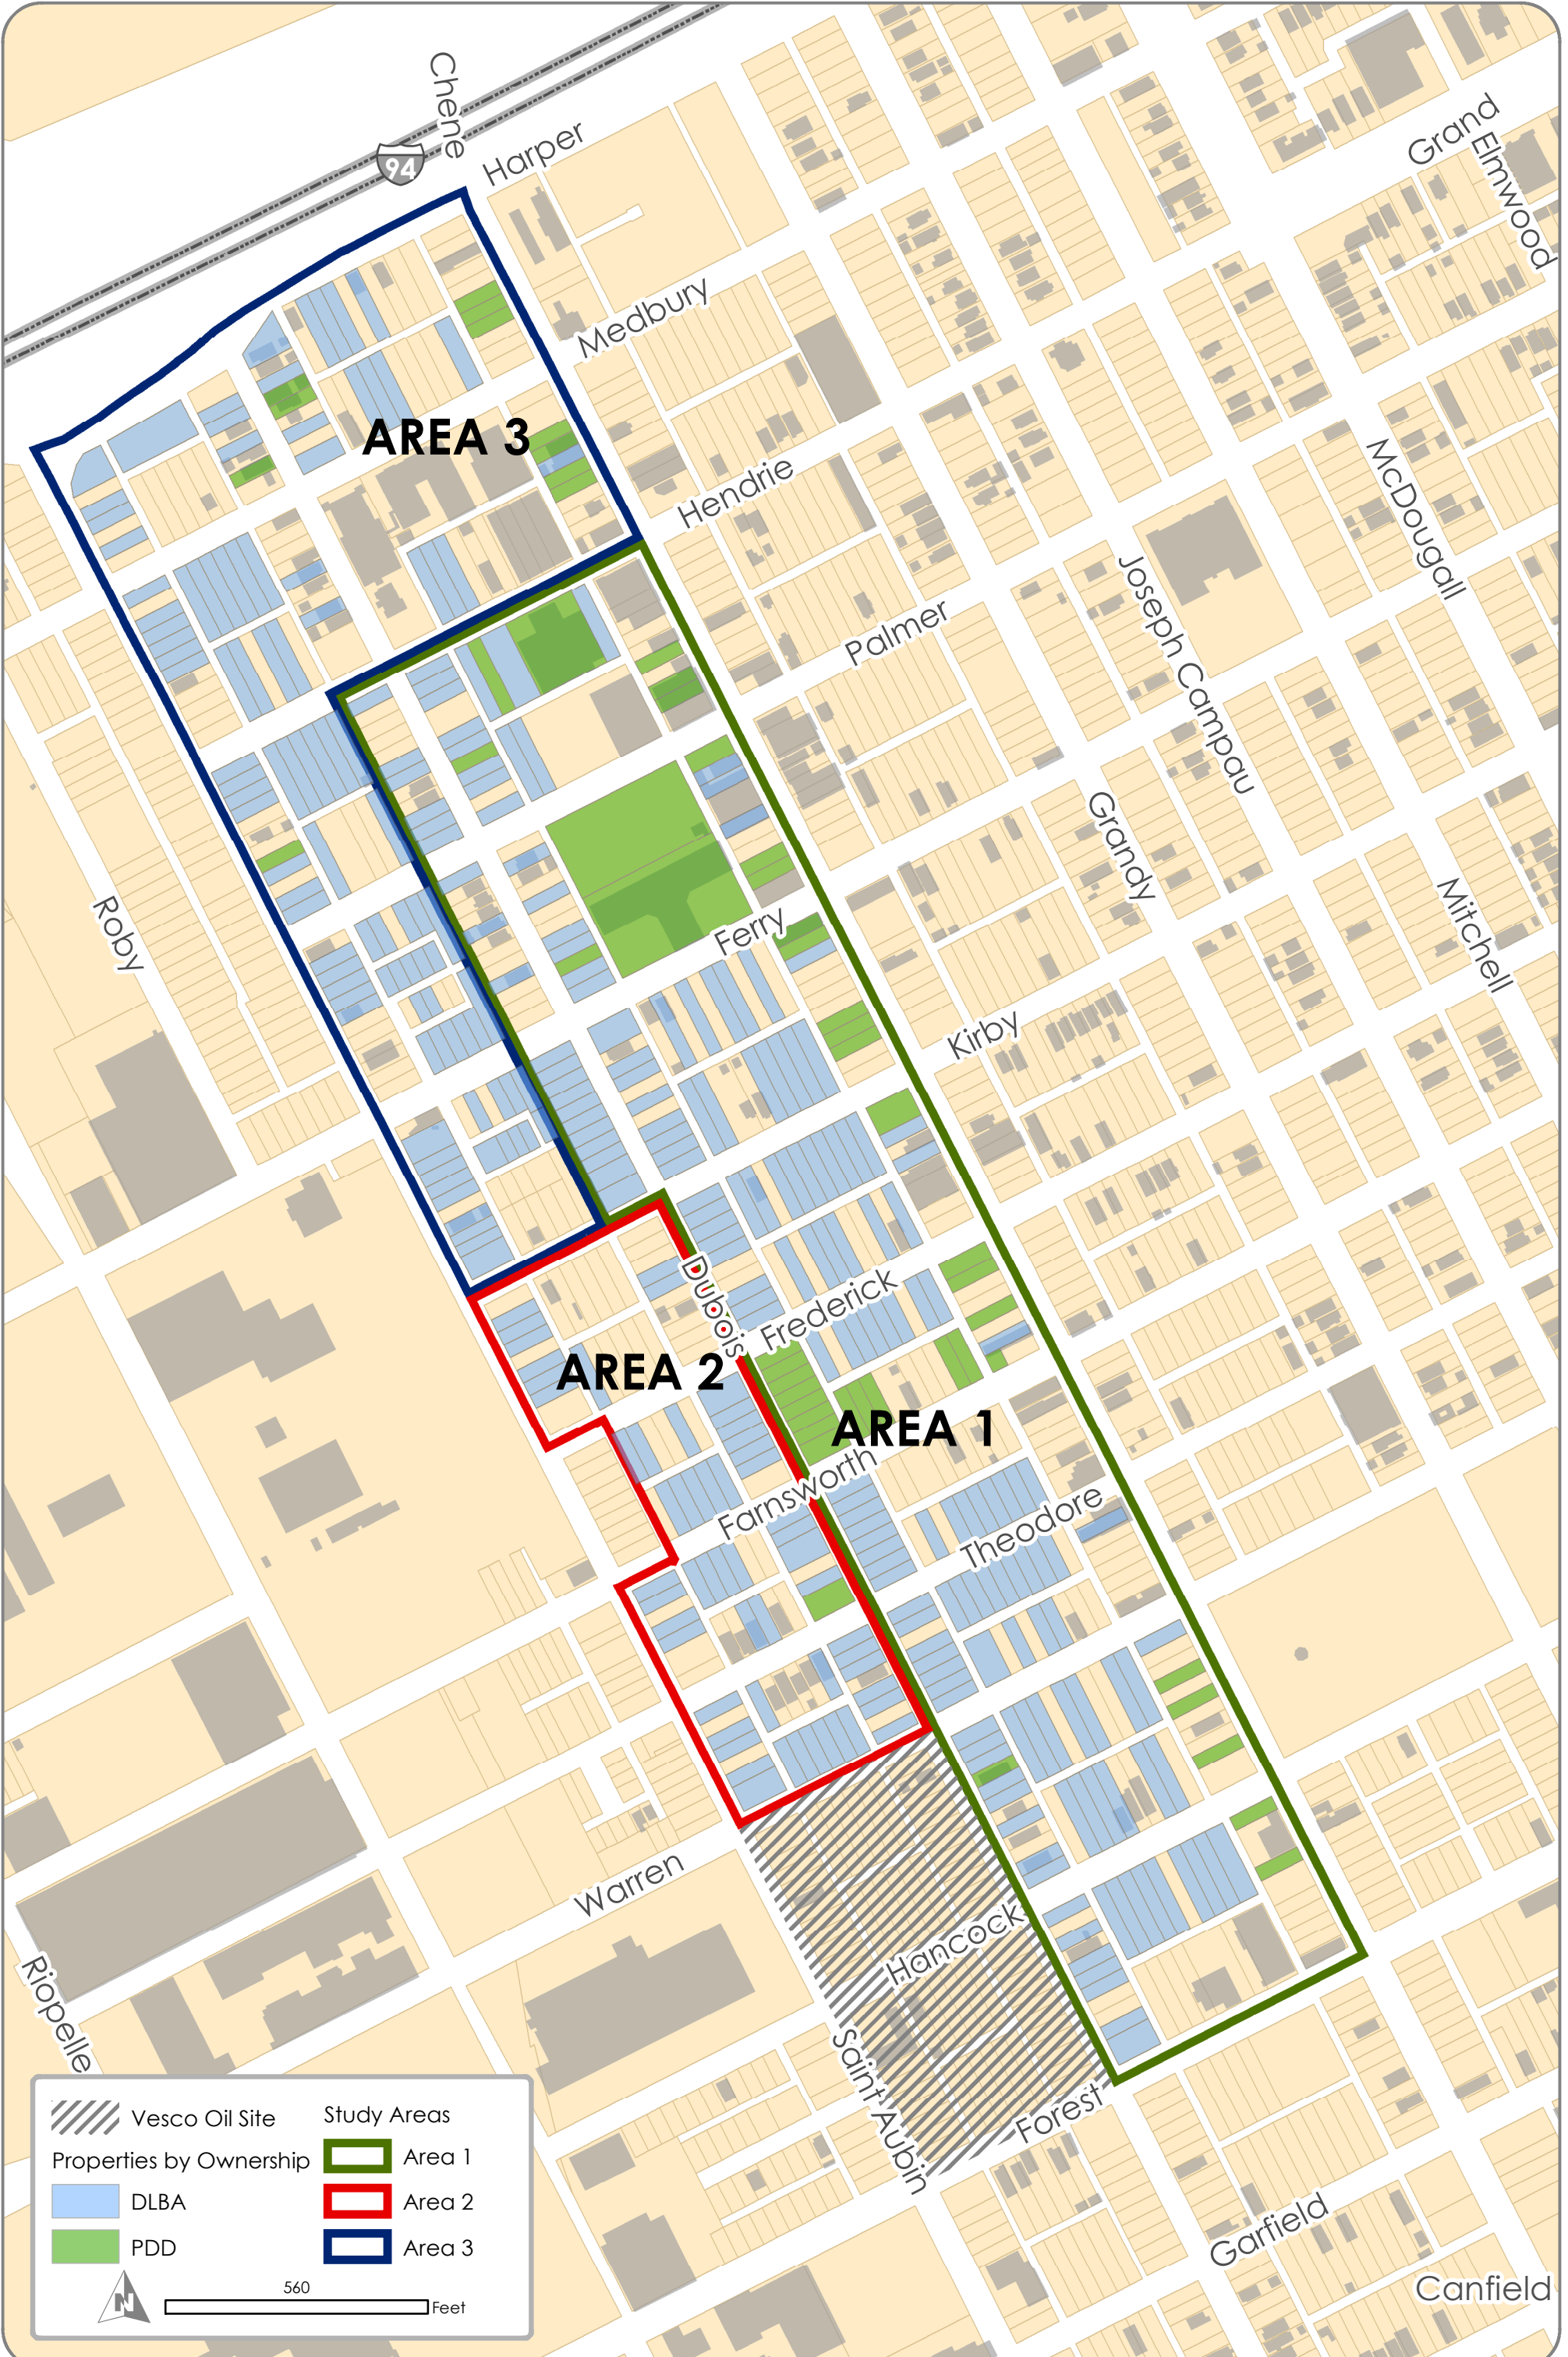 Chene
Harper
94
Grand
Elmwood
Medbury
AREA 3
Hendrie
McDougall
Joseph Campau
Palmer
Grandy
Roby
Ferry
Mitchell
Kirby
Dubois
Frederick
AREA 2
AREA 1
Farnsworth
Theodore
Warren
Hancock
Riopelle
Saint Aubin
Forest
Garfield
Canfield
Vesco Oil Site
Properties by Ownership
DLBA
PDD
Study Areas
Area 1
Area 2
Area 3
N
560
Feet